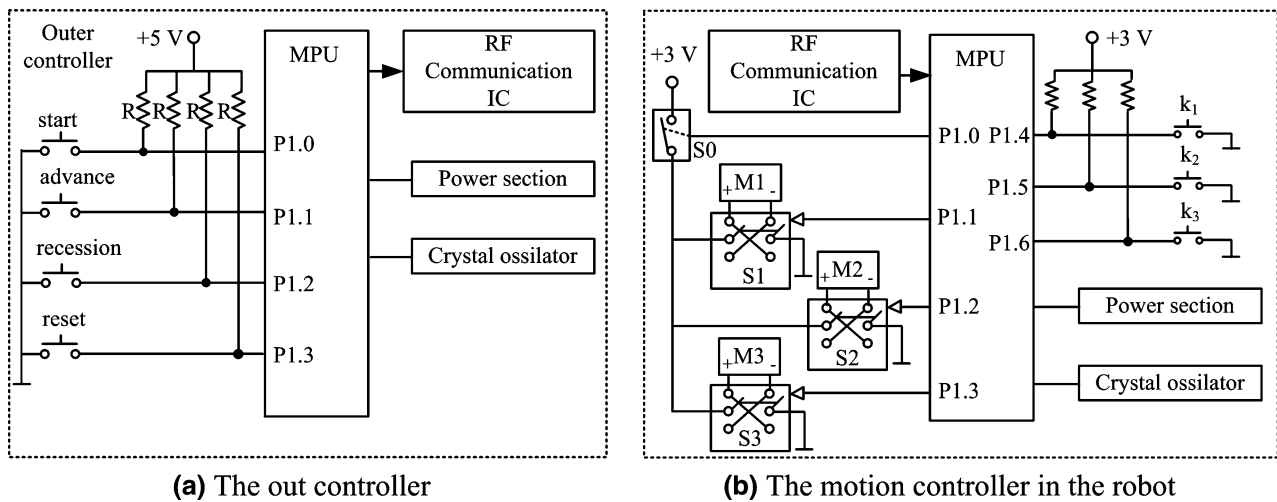 Outer
controller
+5 V
MPU
RF
Communication
IC
R
R
R
R
start
P1.0
advance
Power section
P1.1
recession
Crystal ossilator
P1.2
reset
P1.3
(a) The out controller
+3 V
RF
Communication
IC
MPU
+3 V
S0
P1.0
P1.4
k1
+M1-
P1.5
k2
P1.1
P1.6
k3
S1
+M2-
P1.2
Power section
S2
+M3-
P1.3
Crystal ossilator
S3
(b) The motion controller in the robot